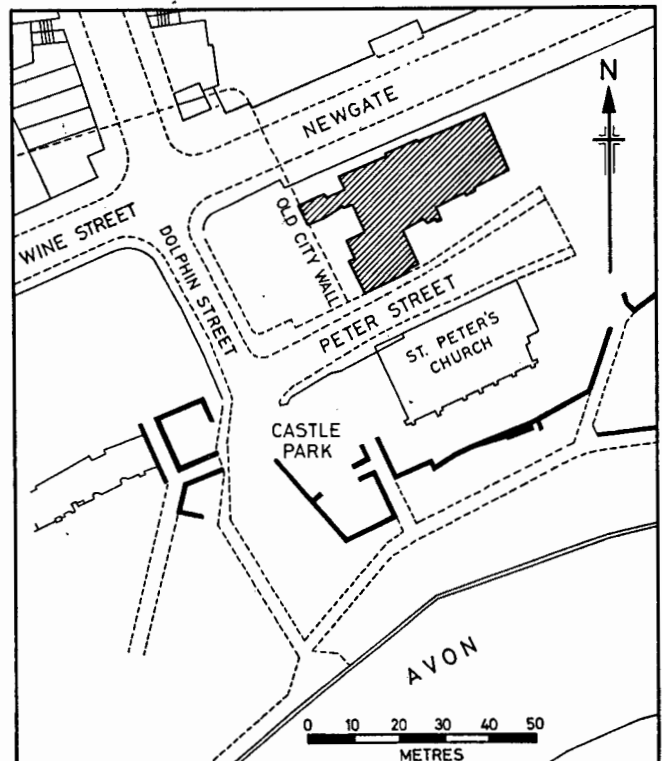 NEWGATE
N
WINE STREET
DOLPHIN STREET
OLD CITY WALL
PETER STREET
ST. PETER'S
CHURCH
CASTLE
PARK
AVON
0 10 20 30 40 50
METRES